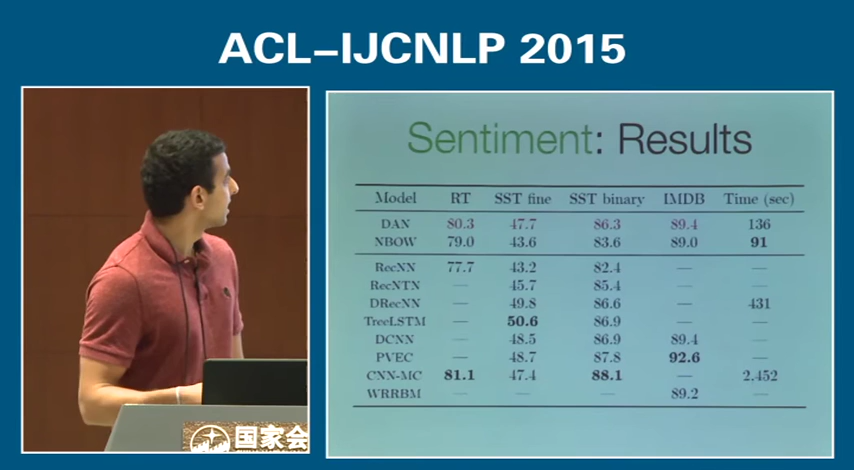 ACL–IJCNLP 2015
Sentiment: Results
Model RT SST fine SST binary IMDB Time (sec)
DAN 80.3 47.7 86.3 89.4 136
NBOW 79.0 43.6 83.6 89.0 91
RecNN 77.7 43.2 82.4 — —
RecNTN — 45.7 85.4 — —
DRecNN — 49.8 86.6 — 431
TreeLSTM — 50.6 86.9 — —
DCNN — 48.5 86.9 89.4 —
PVEC — 48.7 87.8 92.6 —
CNN-MC 81.1 47.4 88.1 — 2,452
WRRBM — — — 89.2 —
国家会